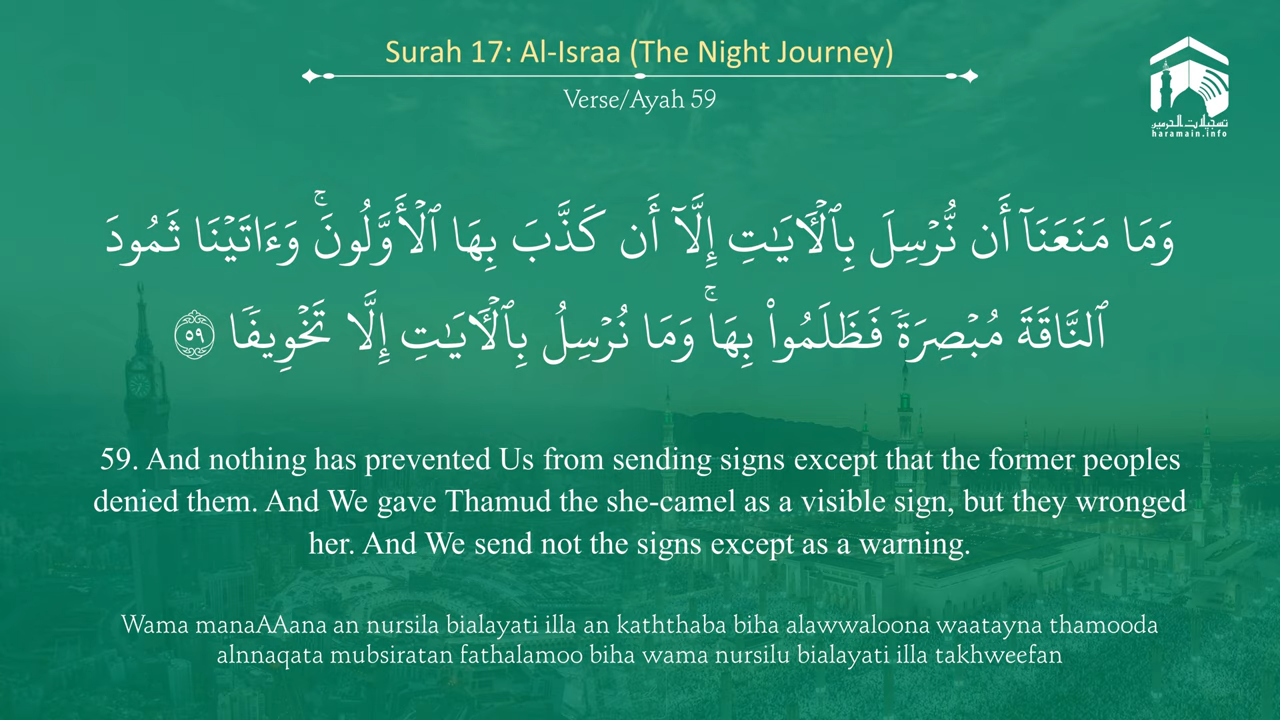 Surah 17: Al-Israa (The Night Journey)
Verse/Ayah 59
تسجيلات الحرمين
haramain.info
وَمَا مَنَعَنَآ أَن نُّرْسِلَ بِٱلْـَٔايَـٰتِ إِلَّآ أَن كَذَّبَ بِهَا ٱلْأَوَّلُونَ ۚ وَءَاتَيْنَا ثَمُودَ
ٱلنَّاقَةَ مُبْصِرَةً فَظَلَمُوا۟ بِهَا ۚ وَمَا نُرْسِلُ بِٱلْـَٔايَـٰتِ إِلَّا تَخْوِيفًا ٥٩
59. And nothing has prevented Us from sending signs except that the former peoples
denied them. And We gave Thamud the she-camel as a visible sign, but they wronged
her. And We send not the signs except as a warning.
Wama manaAAana an nursila bialayati illa an kaththaba biha alawwaloona waatayna thamooda
alnnaqata mubsiratan fathalamoo biha wama nursilu bialayati illa takhweefan